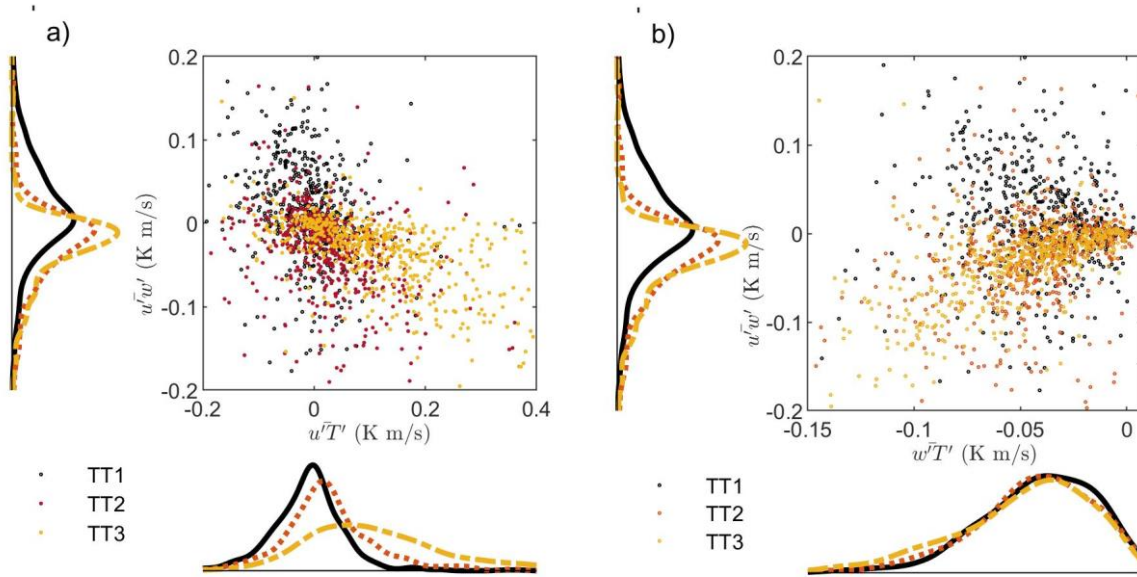 a)
0.2
0.1
0
-0.1
-0.2
u'w' (K m/s)
-0.2 0 0.2 0.4
u'T' (K m/s)
TT1
TT2
TT3
b)
0.2
0.1
0
-0.1
-0.2
u'w' (K m/s)
-0.15 -0.1 -0.05 0
w'T' (K m/s)
TT1
TT2
TT3